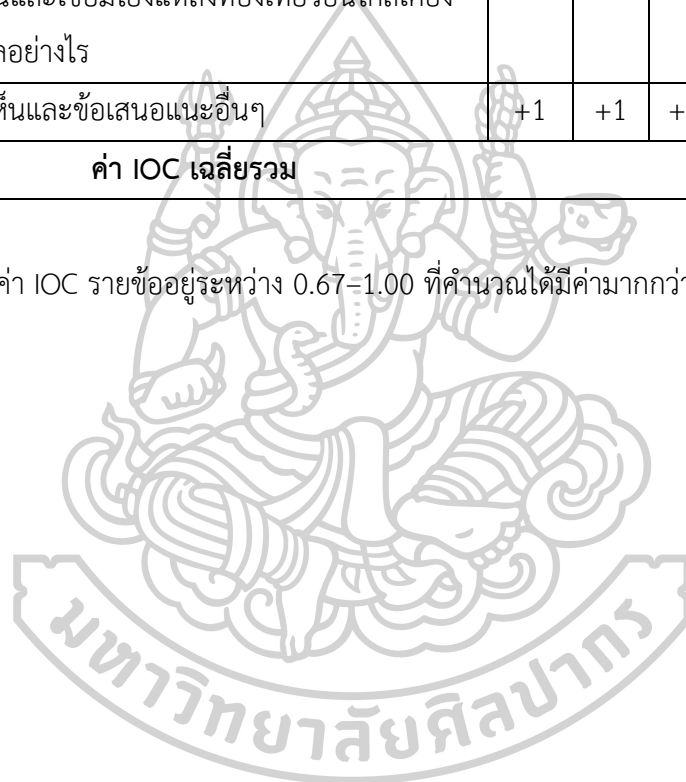 ลอย่างไร
ห็นและข้อเสนอแนะอื่นๆ +1 +1 +
ค่า IOC เฉลี่ยรวม
ค่า IOC รายข้ออยู่ระหว่าง 0.67–1.00 ที่คำนวณได้มีค่ามากกว่า
มหาวิทยาลัยศิลปากร